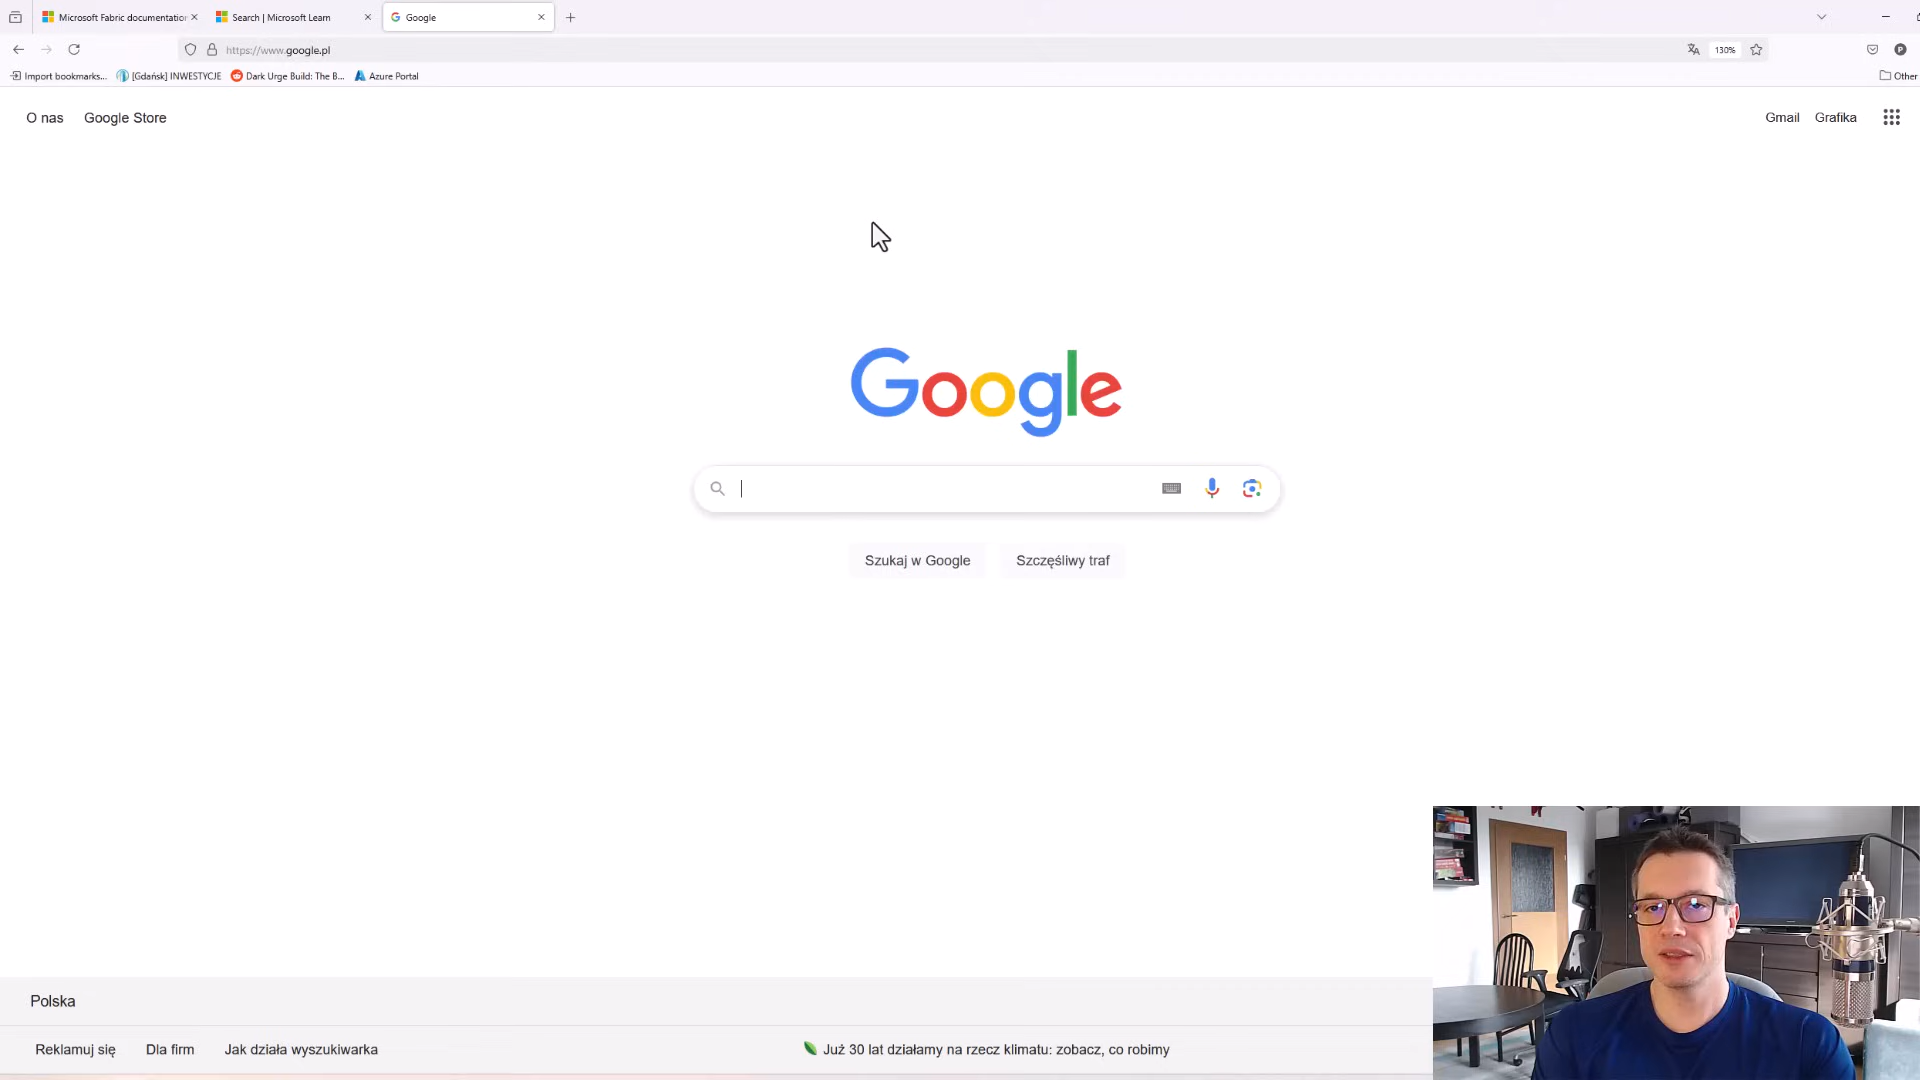 Microsoft Fabric documentation
Search | Microsoft Learn
Google
https://www.google.pl
130%
P
Import bookmarks...
[Gdańsk] INWESTYCJE
Dark Urge Build: The B...
Azure Portal
Other
O nas
Google Store
Gmail
Grafika
Google
Szukaj w Google
Szczęśliwy traf
Polska
Reklamuj się
Dla firm
Jak działa wyszukiwarka
Już 30 lat działamy na rzecz klimatu: zobacz, co robimy